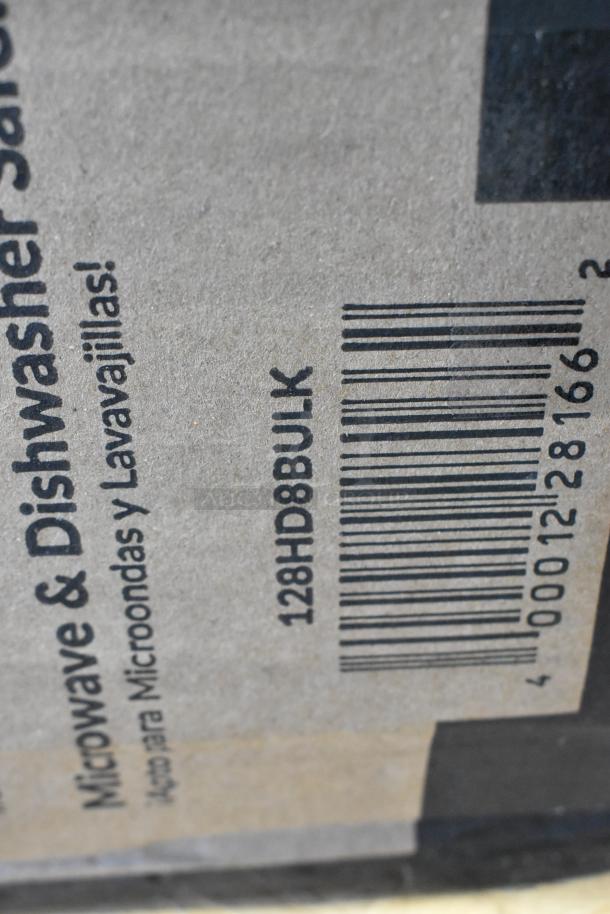 Microwave & Dishwasher Safe
¡Apto para Microondas y Lavavajillas!
128HD8BULK
4 00012 28166 2